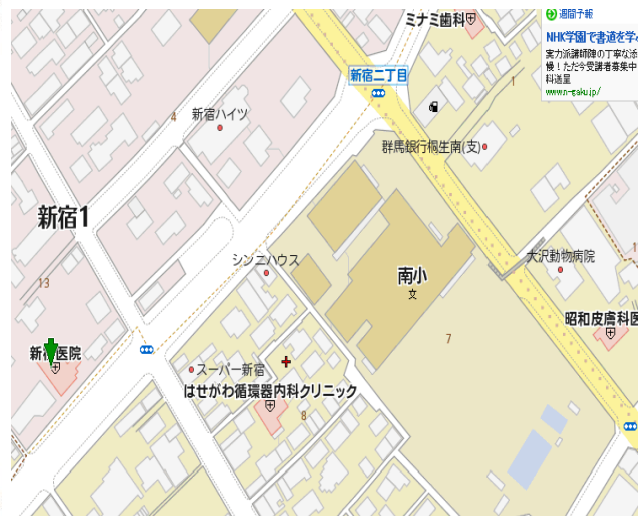 ミナミ歯科
週間予報
NHK学園で書道を学
実力派講師陣の丁寧な添
機！ただ今受講者募集中
料進呈
www.n-gaku.jp/
新宿二丁目
1
4
新宿ハイツ
群馬銀行桐生南(支)
新宿1
シンニハウス
大沢動物病院
13
南小
文
昭和皮膚科医
7
新宿医院
スーパー新宿
はせがわ循環器内科クリニック
8